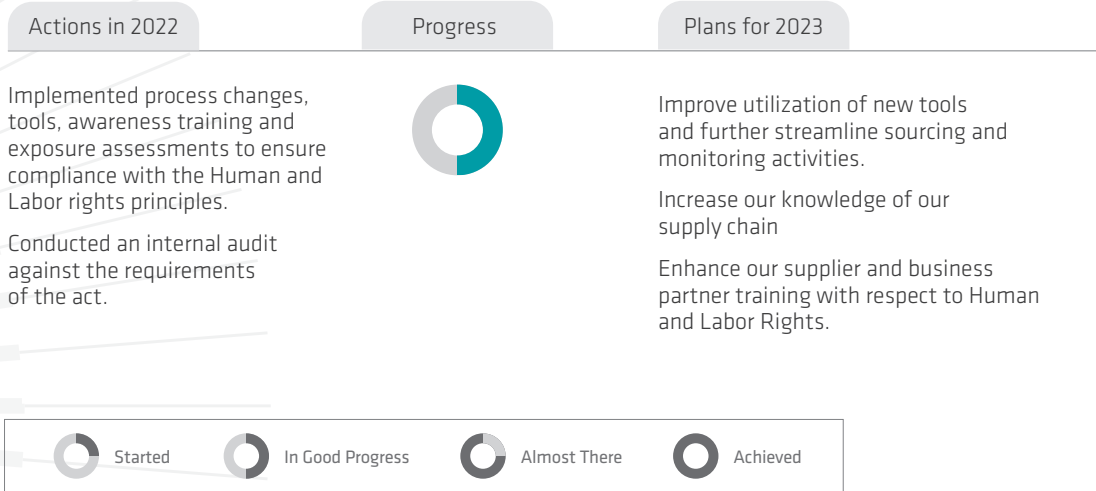 Actions in 2022
Progress
Plans for 2023
Implemented process changes,
tools, awareness training and
exposure assessments to ensure
compliance with the Human and
Labor rights principles.
Conducted an internal audit
against the requirements
of the act.
Improve utilization of new tools
and further streamline sourcing and
monitoring activities.
Increase our knowledge of our
supply chain
Enhance our supplier and business
partner training with respect to Human
and Labor Rights.
Started
In Good Progress
Almost There
Achieved